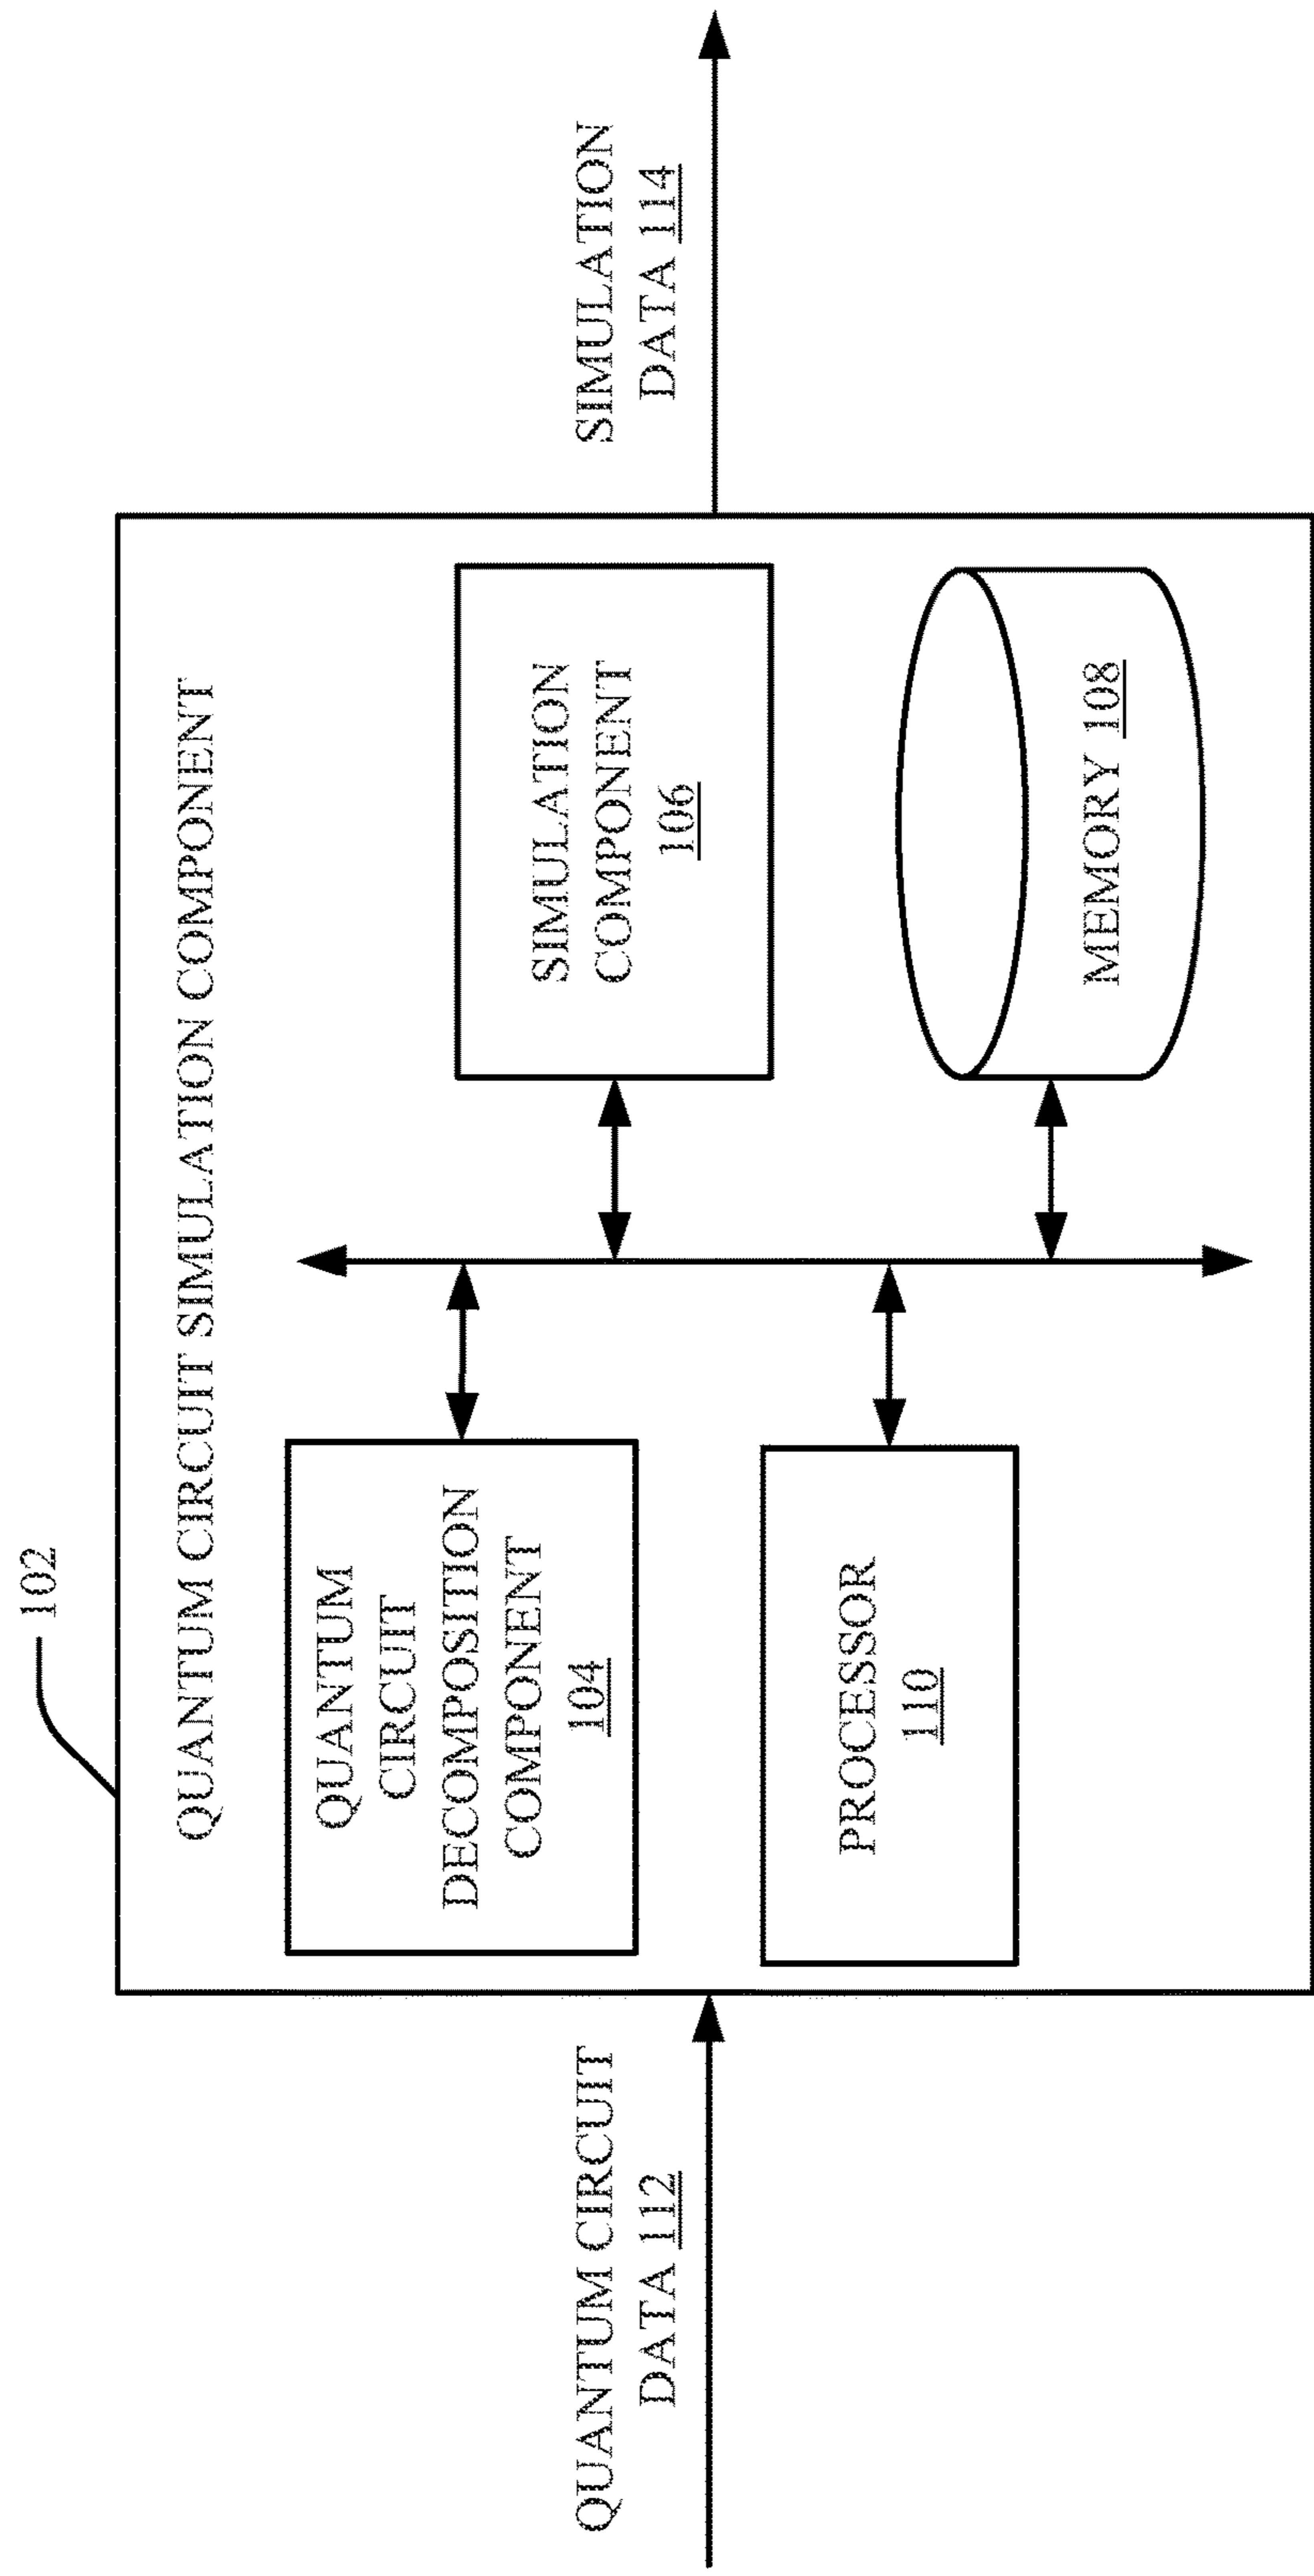 102
QUANTUM CIRCUIT SIMULATION COMPONENT
QUANTUM
CIRCUIT
DECOMPOSITION
COMPONENT
104
SIMULATION
COMPONENT
106
QUANTUM CIRCUIT
DATA 112
SIMULATION
DATA 114
PROCESSOR
110
MEMORY 108